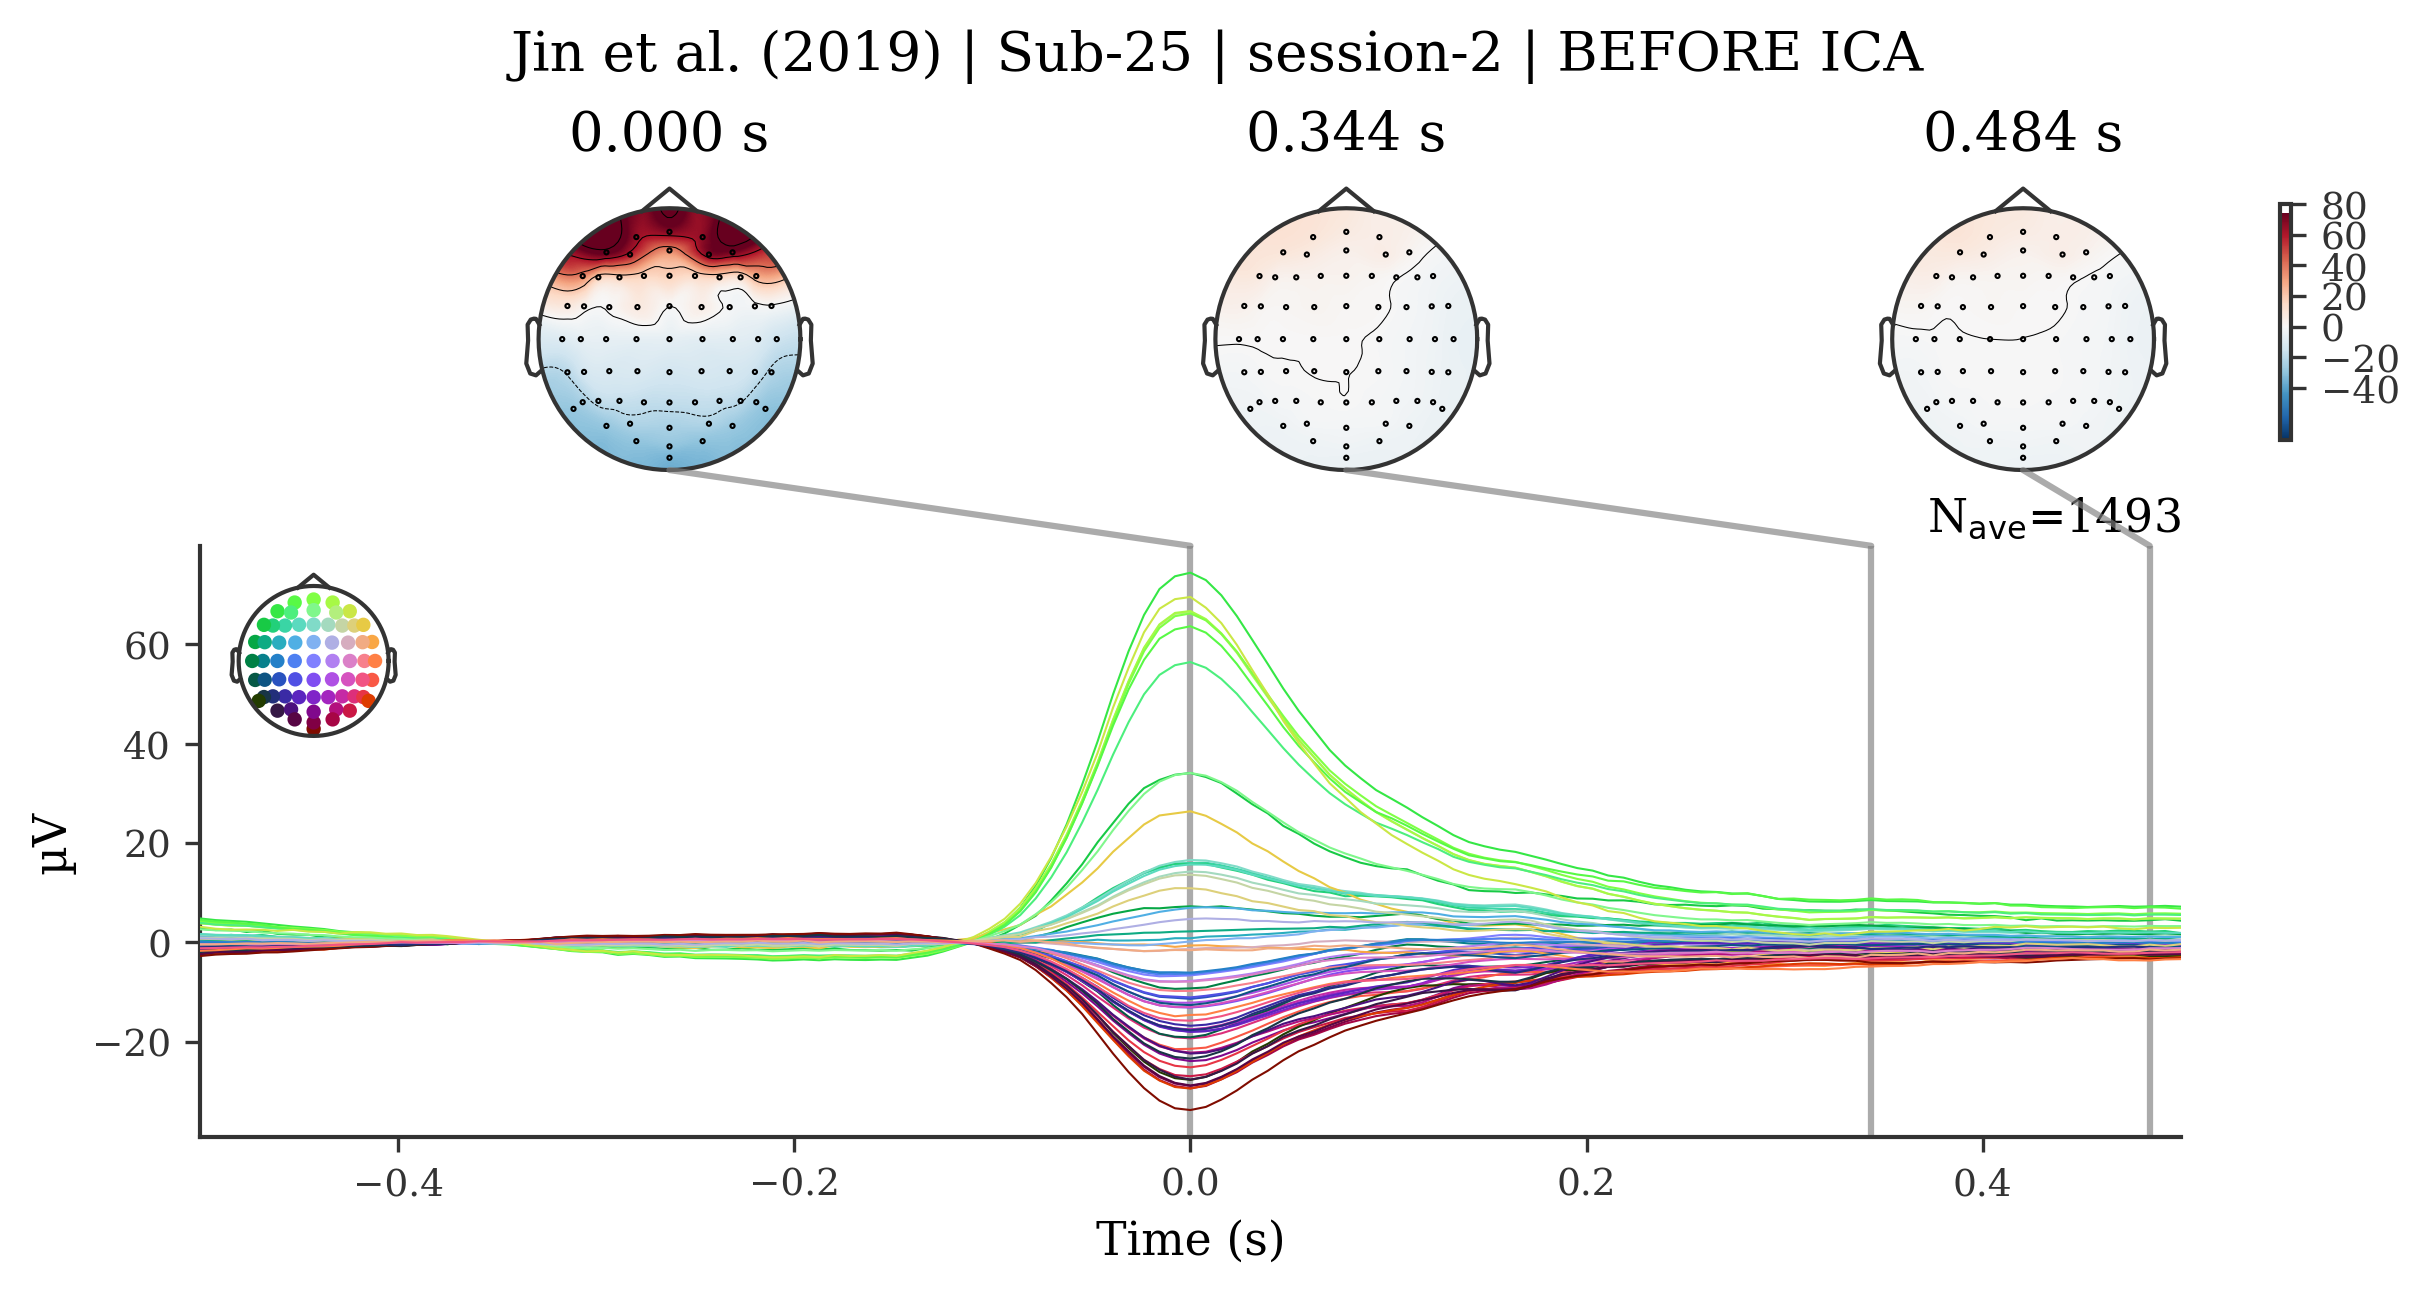 Jin et al. (2019) | Sub-25 | session-2 | BEFORE ICA
0.000 s
0.344 s
0.484 s
80
60
40
20
0
−20
−40
Nave=1493
µV
60
40
20
0
−20
−0.4
−0.2
0.0
0.2
0.4
Time (s)